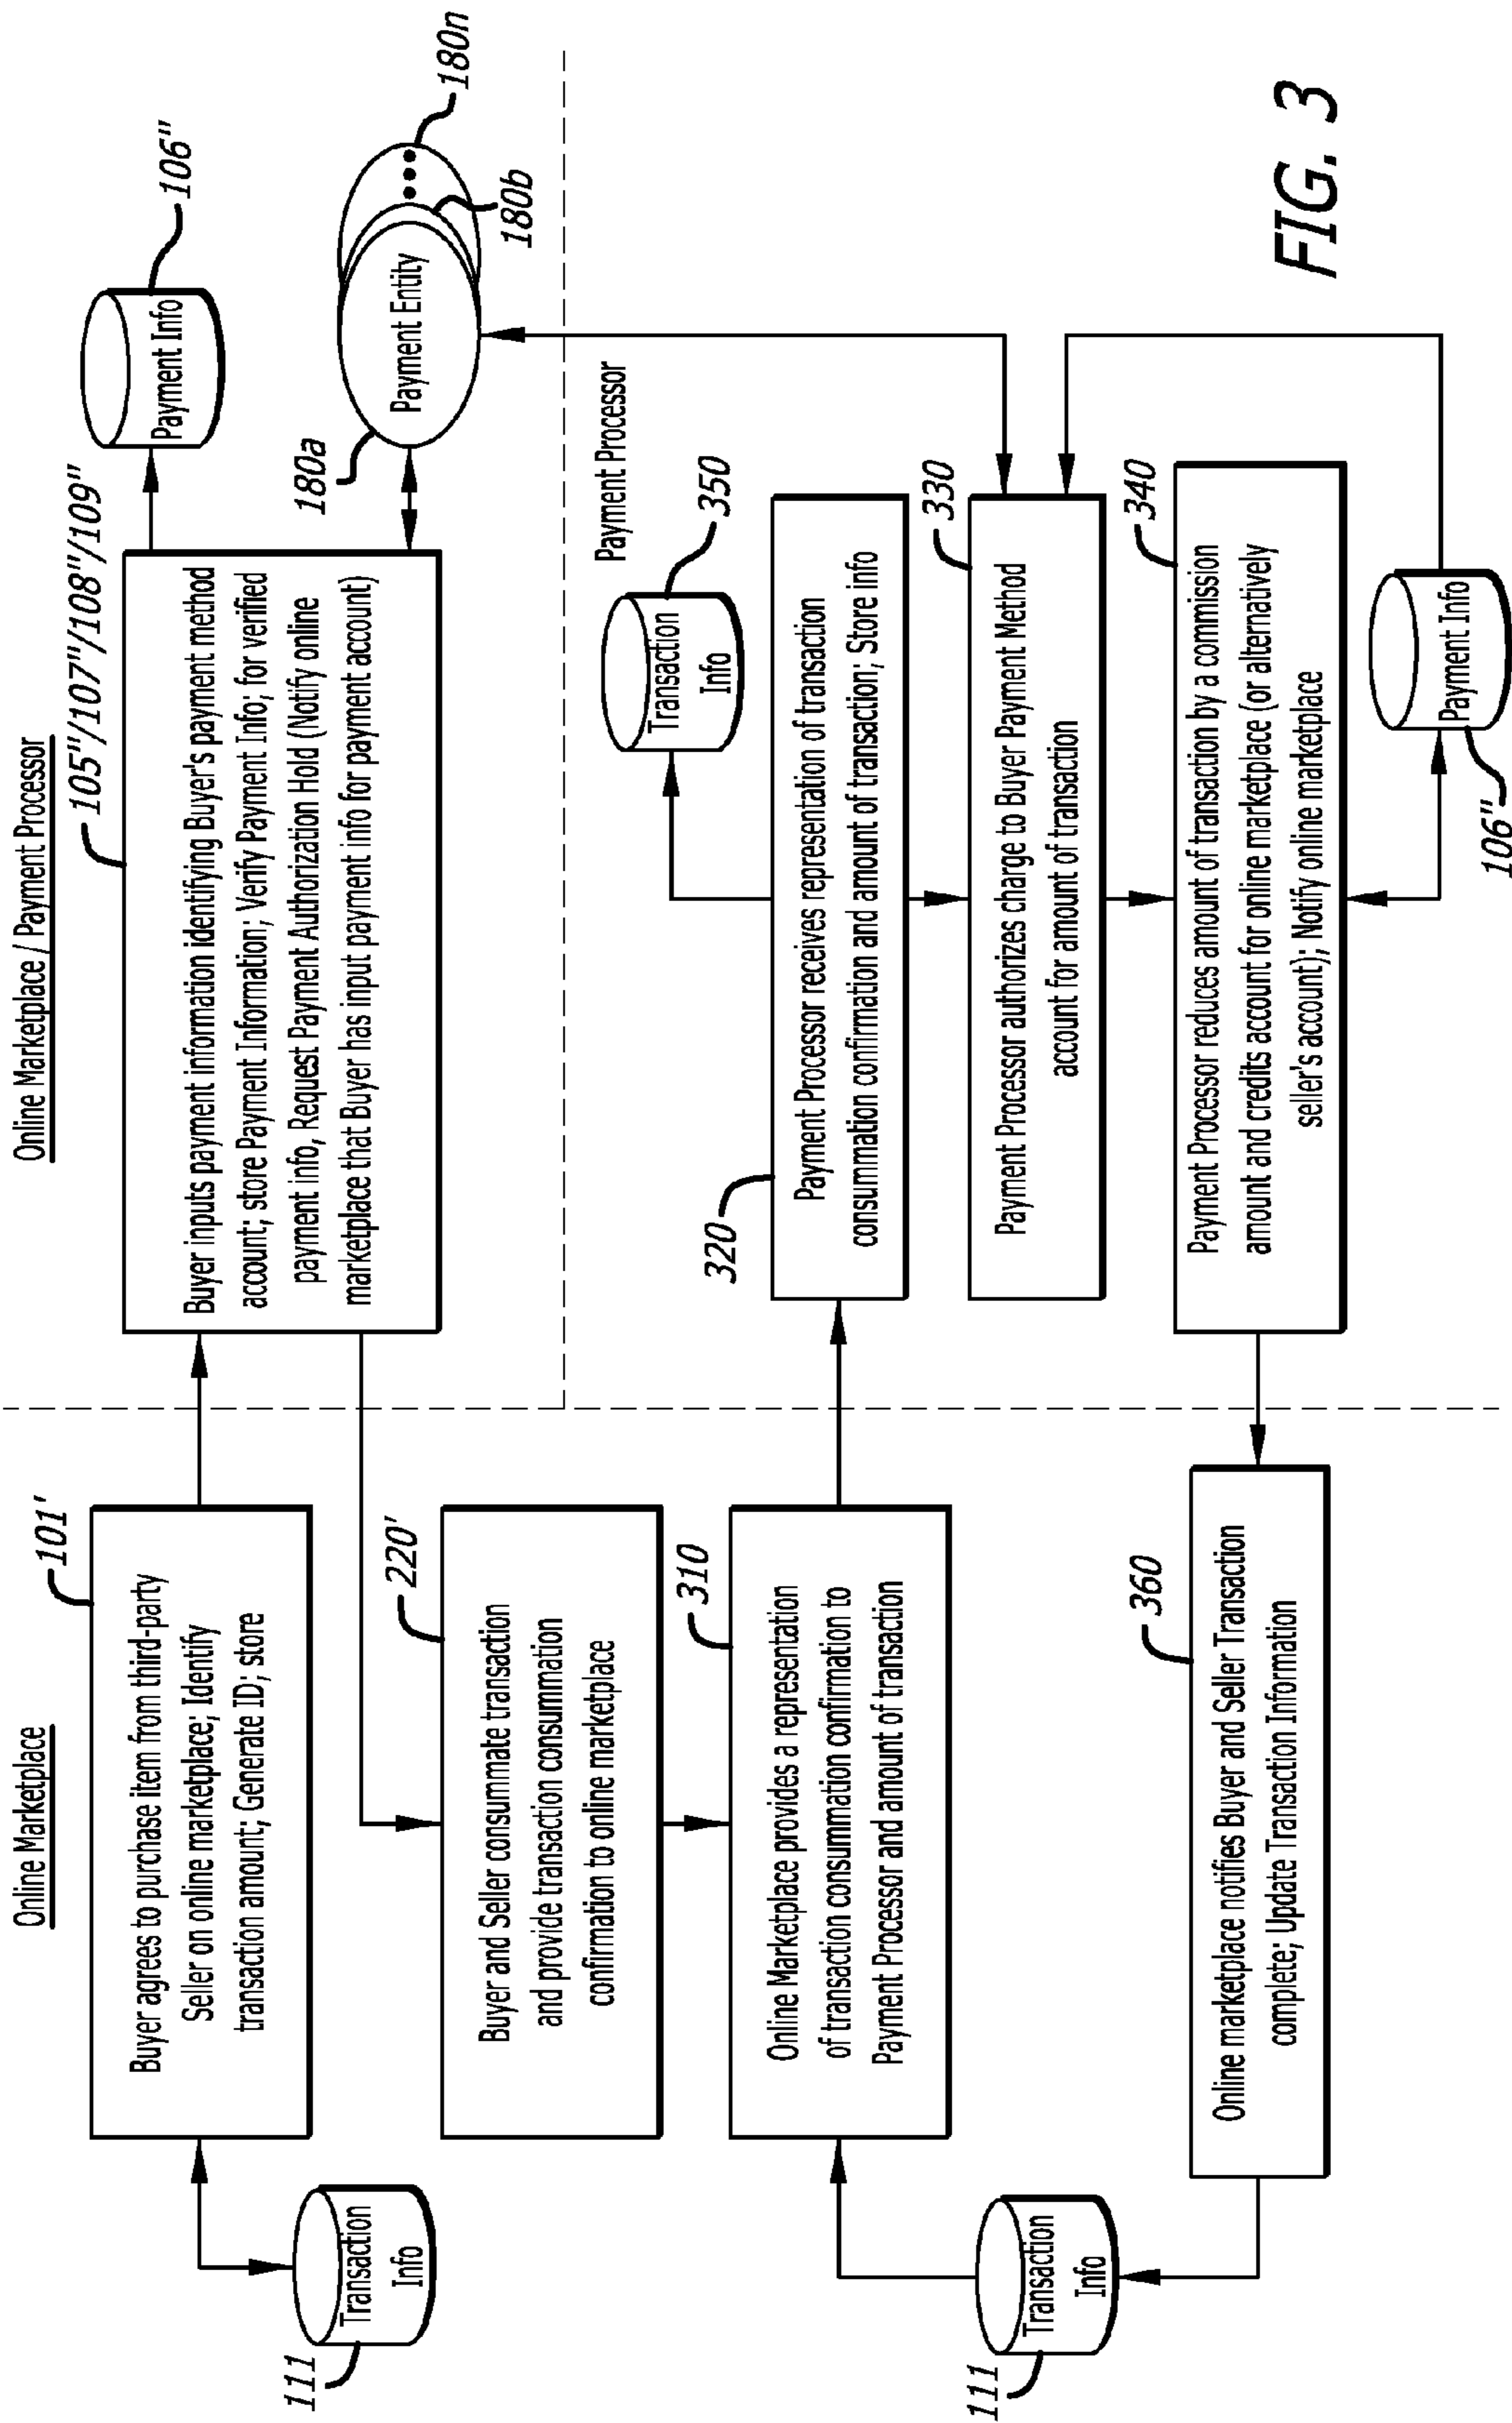 Online Marketplace
101'
Buyer agrees to purchase item from third-party
Seller on online marketplace; Identify
transaction amount; Generate ID; store
111
Transaction
Info
220'
Buyer and Seller consummate transaction
and provide transaction consummation
confirmation to online marketplace
310
Online Marketplace provides a representation
of transaction consummation confirmation to
Payment Processor and amount of transaction
111
Transaction
Info
360
Online marketplace notifies Buyer and Seller Transaction
complete; Update Transaction Information
Online Marketplace / Payment Processor
105"/107"/108"/109"
Buyer inputs payment information identifying Buyer's payment method
account; store Payment Information; Verify Payment Info; for verified
payment info, Request Payment Authorization Hold (Notify online
marketplace that Buyer has input payment info for payment account)
106"
Payment Info
180a
Payment Entity
180b
180n
Payment Processor
350
Transaction
Info
320
Payment Processor receives representation of transaction
consummation confirmation and amount of transaction; Store info
330
Payment Processor authorizes charge to Buyer Payment Method
account for amount of transaction
340
Payment Processor reduces amount of transaction by a commission
amount and credits account for online marketplace (or alternatively
seller's account); Notify online marketplace
106"
Payment Info
FIG. 3